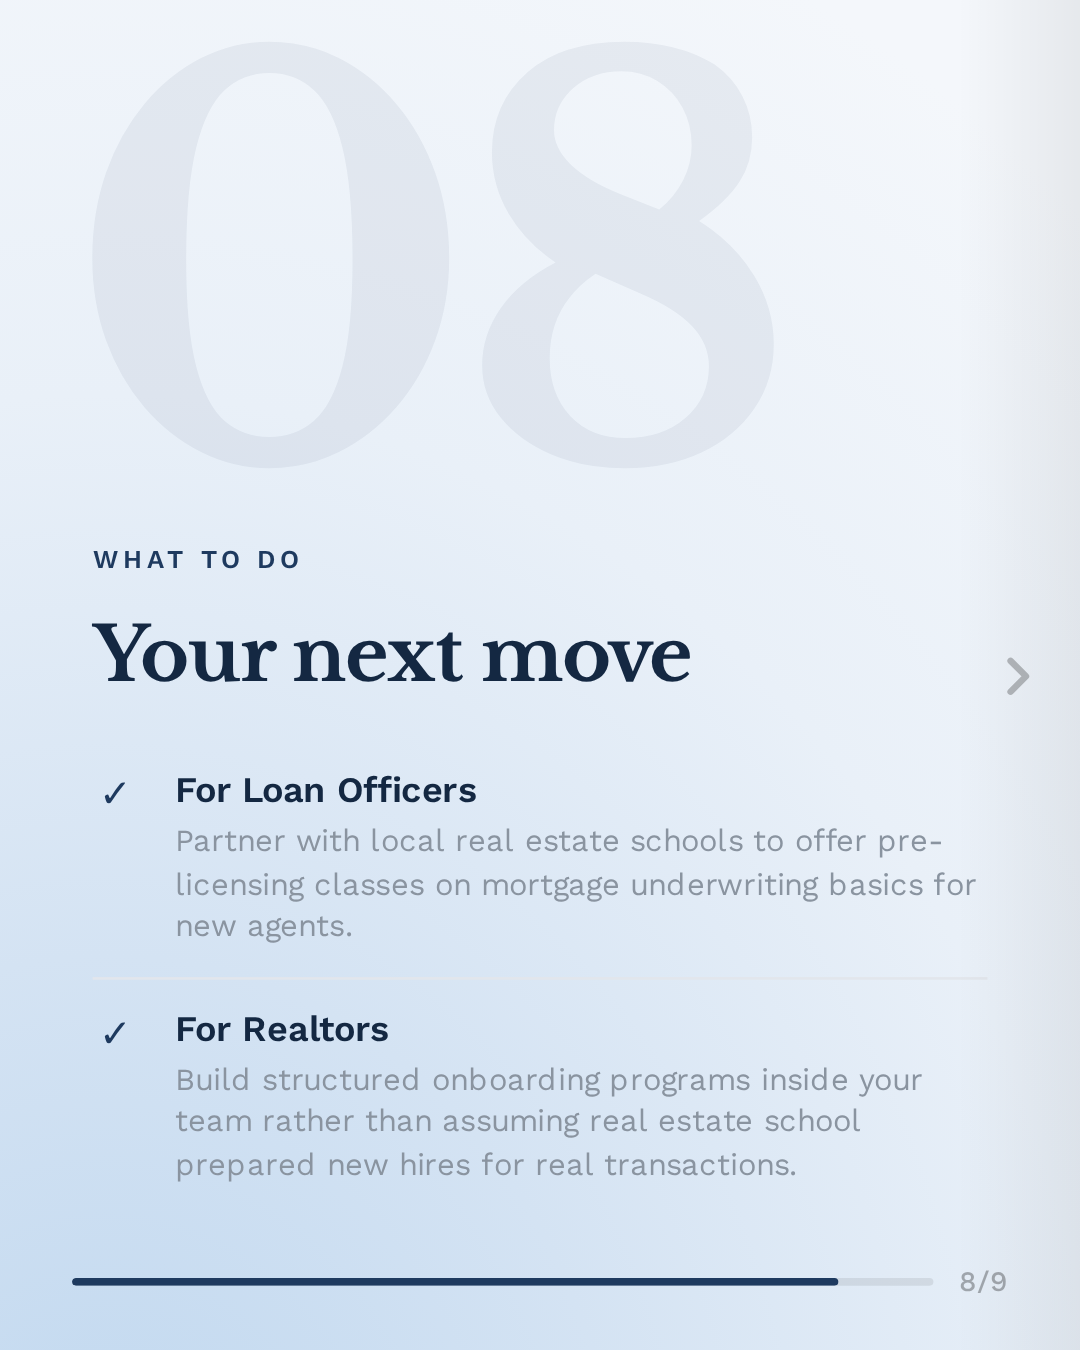 08
WHAT TO DO
Your next move
✓ For Loan Officers
Partner with local real estate schools to offer pre-
licensing classes on mortgage underwriting basics for
new agents.
✓ For Realtors
Build structured onboarding programs inside your
team rather than assuming real estate school
prepared new hires for real transactions.
8/9